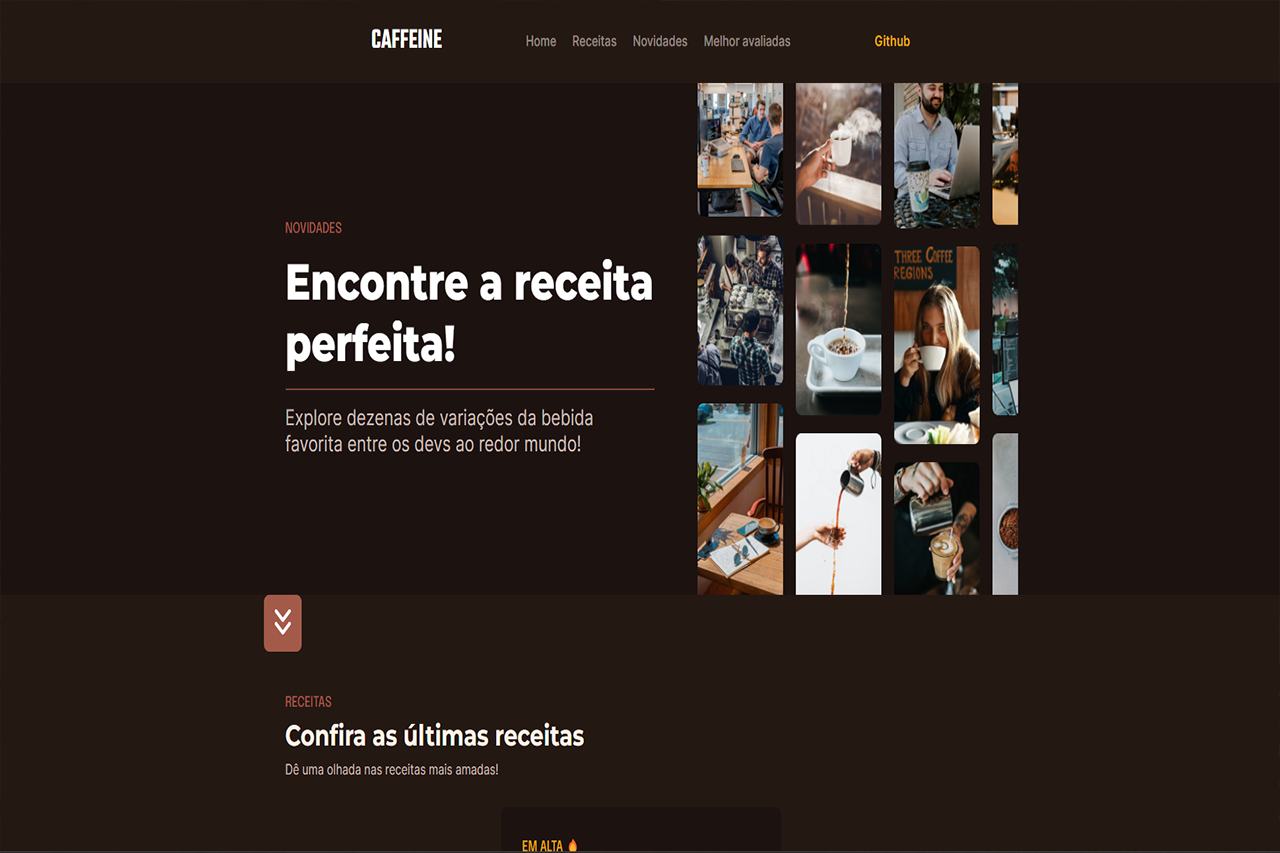 CAFFEINE
Home Receitas Novidades Melhor avaliadas Github
NOVIDADES
Encontre a receita
perfeita!
Explore dezenas de variações da bebida
favorita entre os devs ao redor mundo!
THREE COFFEE
REGIONS
RECEITAS
Confira as últimas receitas
Dê uma olhada nas receitas mais amadas!
EM ALTA 🔥